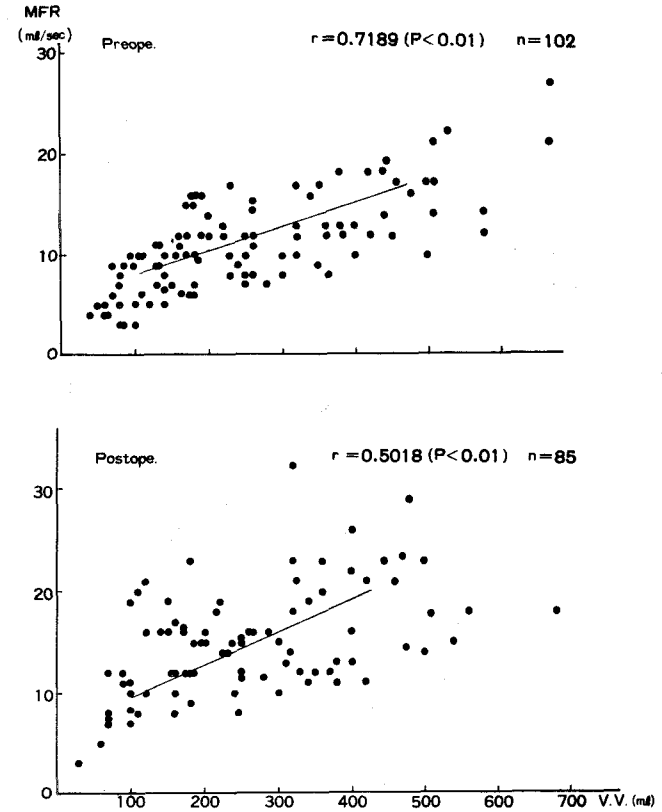 MFR
(mℓ/sec)
Preope.
r=0.7189 (P<0.01) n=102
30
20
10
0
Postope.
r=0.5018 (P<0.01) n=85
30
20
10
0
100 200 300 400 500 600 700 V.V. (mℓ)